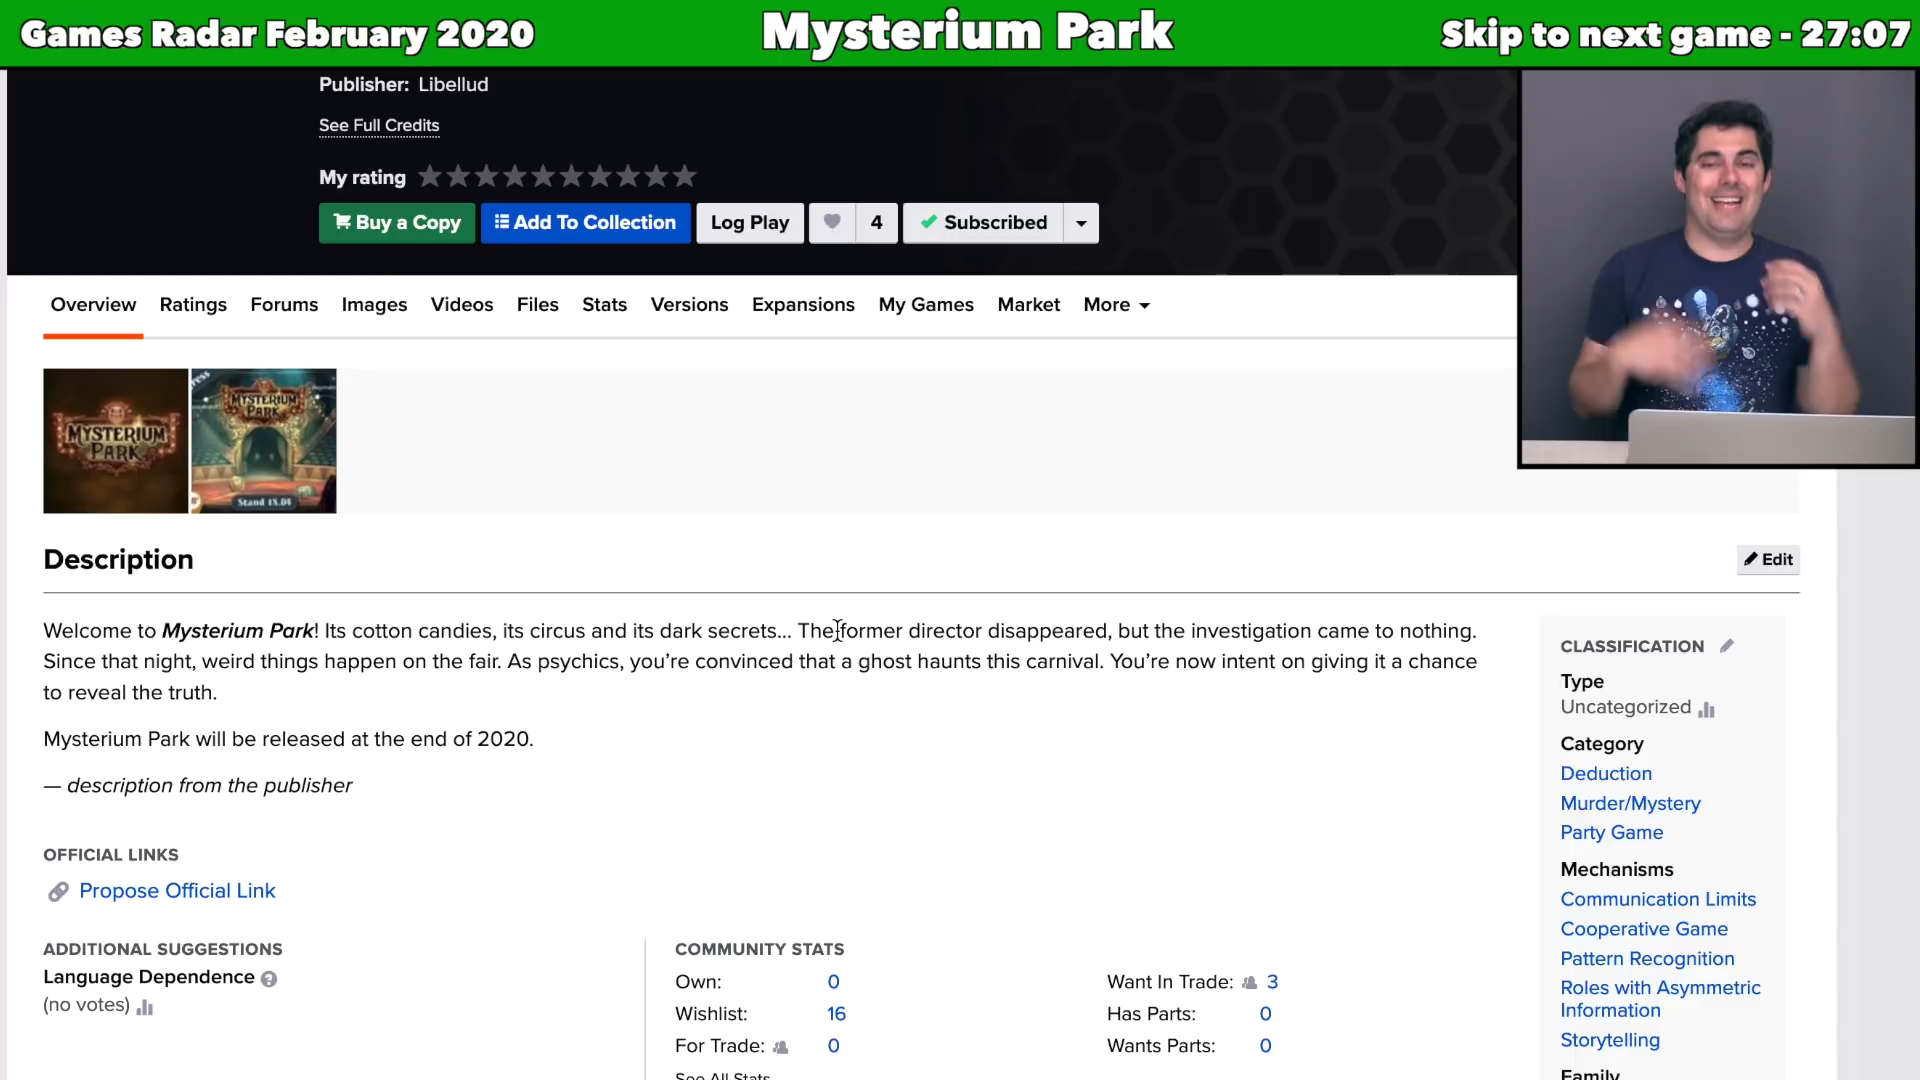 Games Radar February 2020
Mysterium Park
Skip to next game - 27:07
Publisher: Libellud
See Full Credits
My rating
Buy a Copy
Add To Collection
Log Play
4
Subscribed
Overview
Ratings
Forums
Images
Videos
Files
Stats
Versions
Expansions
My Games
Market
More
MYSTERIUM
PARK
MYSTERIUM
PARK
Stand 18.04
Description
Edit
Welcome to Mysterium Park! Its cotton candies, its circus and its dark secrets... The former director disappeared, but the investigation came to nothing.
Since that night, weird things happen on the fair. As psychics, you're convinced that a ghost haunts this carnival. You're now intent on giving it a chance
to reveal the truth.
Mysterium Park will be released at the end of 2020.
— description from the publisher
OFFICIAL LINKS
Propose Official Link
ADDITIONAL SUGGESTIONS
Language Dependence
(no votes)
COMMUNITY STATS
Own: 0
Wishlist: 16
For Trade: 0
See All Stats
Want In Trade: 3
Has Parts: 0
Wants Parts: 0
CLASSIFICATION
Type
Uncategorized
Category
Deduction
Murder/Mystery
Party Game
Mechanisms
Communication Limits
Cooperative Game
Pattern Recognition
Roles with Asymmetric
Information
Storytelling
Family